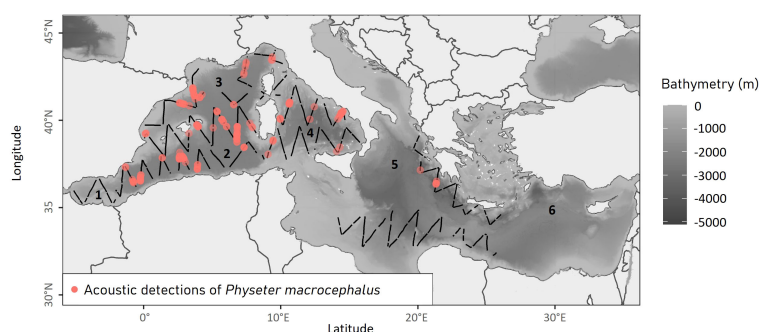 45°N
Bathymetry (m)
3
0
-1000
Longitude
40°N
-2000
4
2
5
-3000
-4000
35
1
6
-5000
30°N
Acoustic detections of Physeter macrocephalus
0°
10°E
20°E
30°E
Latitude